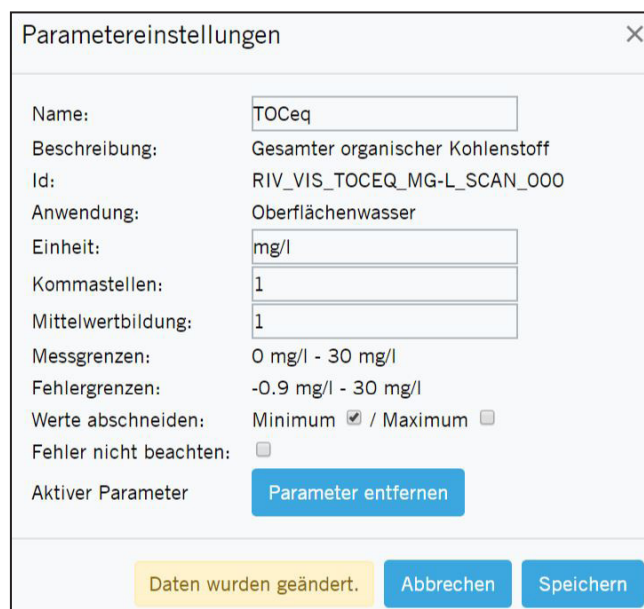 Parametereinstellungen ×
Name: TOCeq
Beschreibung: Gesamter organischer Kohlenstoff
Id: RIV_VIS_TOCEQ_MG-L_SCAN_000
Anwendung: Oberflächenwasser
Einheit: mg/l
Kommastellen: 1
Mittelwertbildung: 1
Messgrenzen: 0 mg/l - 30 mg/l
Fehlergrenzen: -0.9 mg/l - 30 mg/l
Werte abschneiden: Minimum / Maximum
Fehler nicht beachten:
Aktiver Parameter Parameter entfernen
Daten wurden geändert. Abbrechen Speichern